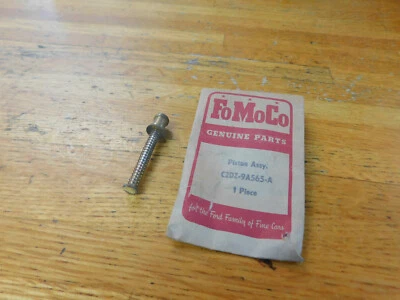 FoMoCo
GENUINE PARTS
Piston Assy.
C2DZ-9A565-A
1 Piece
for the Ford Family of Fine Cars